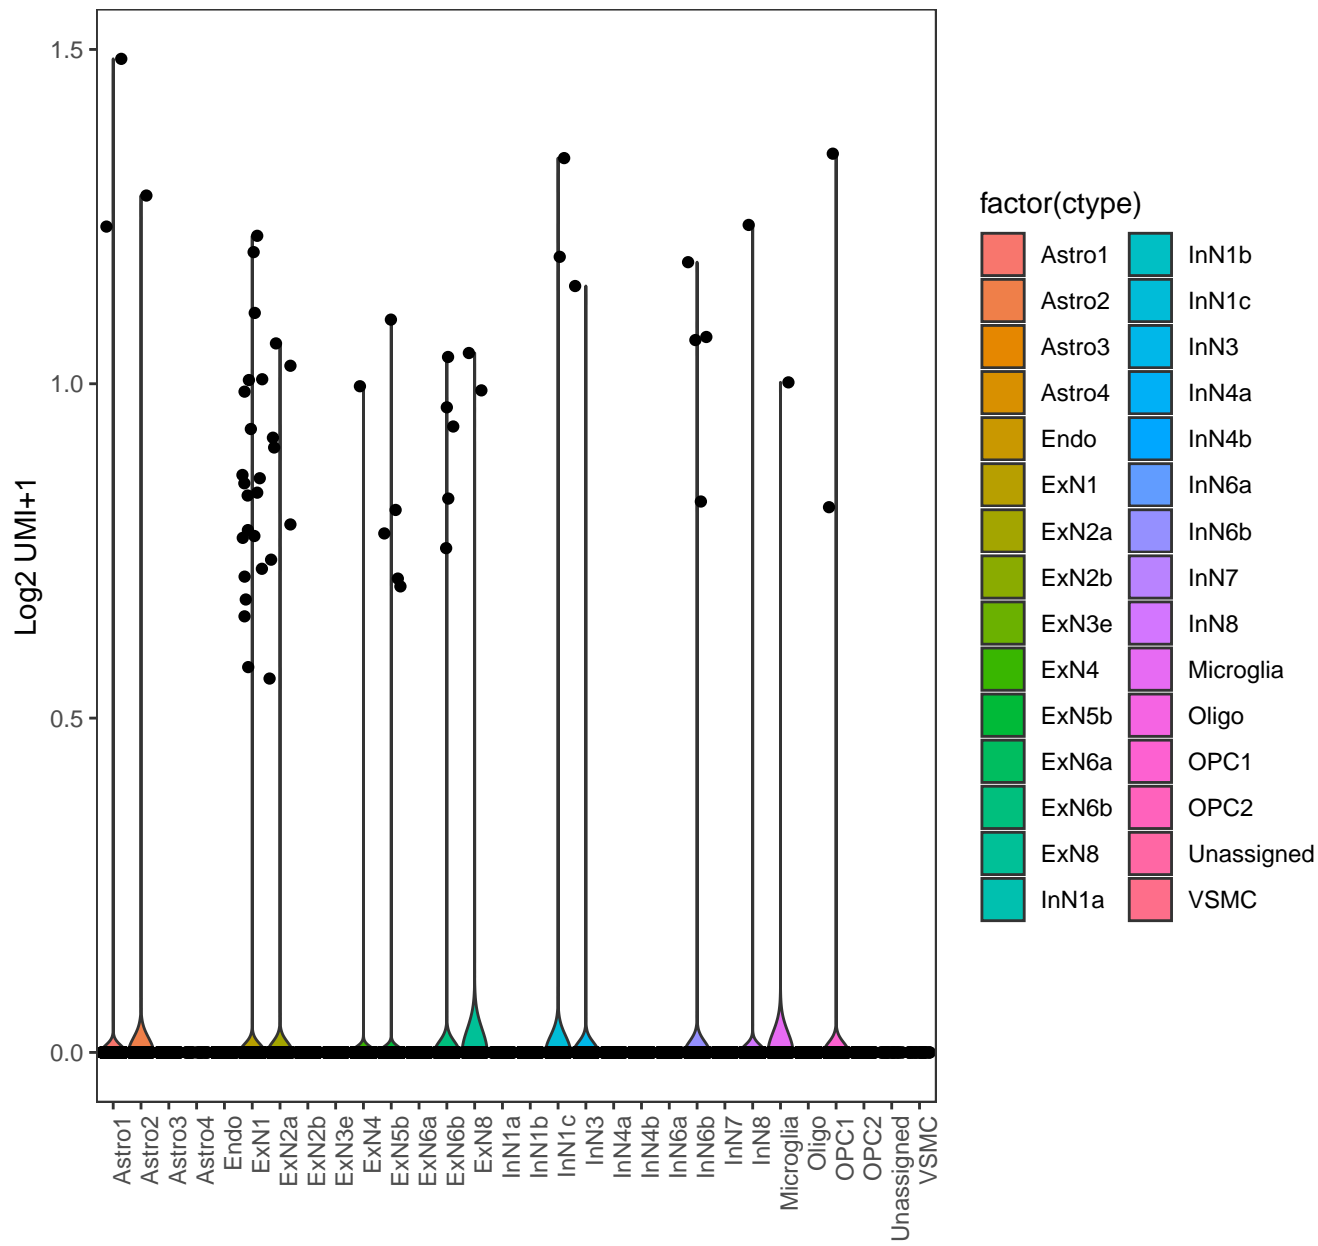 1.5
1.0
0.5
0.0
Log2 UMI+1
Astro1
Astro2
Astro3
Astro4
Endo
ExN1
ExN2a
ExN2b
ExN3e
ExN4
ExN5b
ExN6a
ExN6b
ExN8
InN1a
InN1b
InN1c
InN3
InN4a
InN4b
InN6a
InN6b
InN7
InN8
Microglia
Oligo
OPC1
OPC2
Unassigned
VSMC
factor(ctype)
Astro1 InN1b
Astro2 InN1c
Astro3 InN3
Astro4 InN4a
Endo InN4b
ExN1 InN6a
ExN2a InN6b
ExN2b InN7
ExN3e InN8
ExN4 Microglia
ExN5b Oligo
ExN6a OPC1
ExN6b OPC2
ExN8 Unassigned
InN1a VSMC